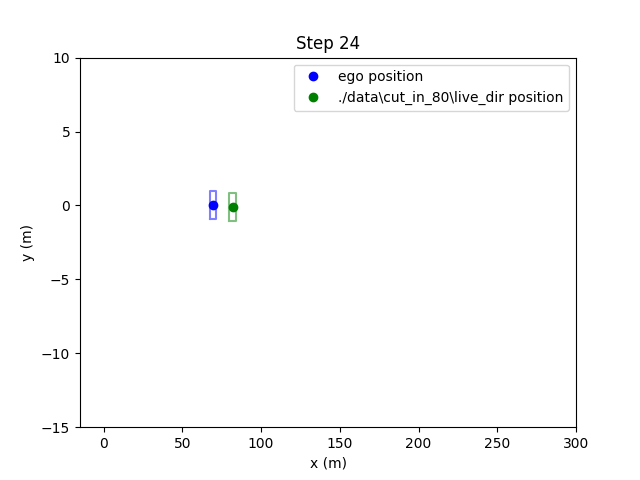 Step 24
ego position
./data\cut_in_80\live_dir position
10
5
0
−5
−10
−15
y (m)
0 50 100 150 200 250 300
x (m)